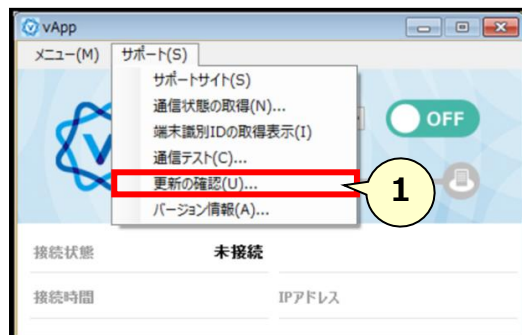 vApp
メニュー(M) サポート(S)
サポートサイト(S)
通信状態の取得(N)...
端末識別IDの取得表示(I)
通信テスト(C)...
更新の確認(U)...
バージョン情報(A)...
OFF
1
接続状態 未接続
接続時間 IPアドレス